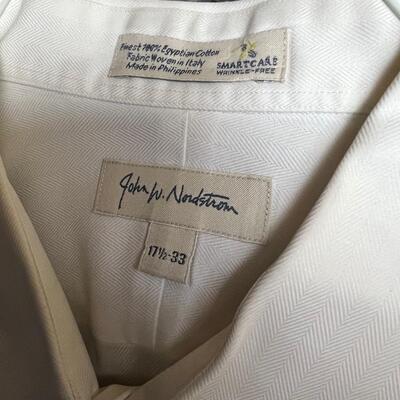 Finest 100% Egyptian Cotton
Fabric Woven in Italy
Made in Philippines
SMARTCARE
WRINKLE-FREE
John W. Nordstrom
17½-33